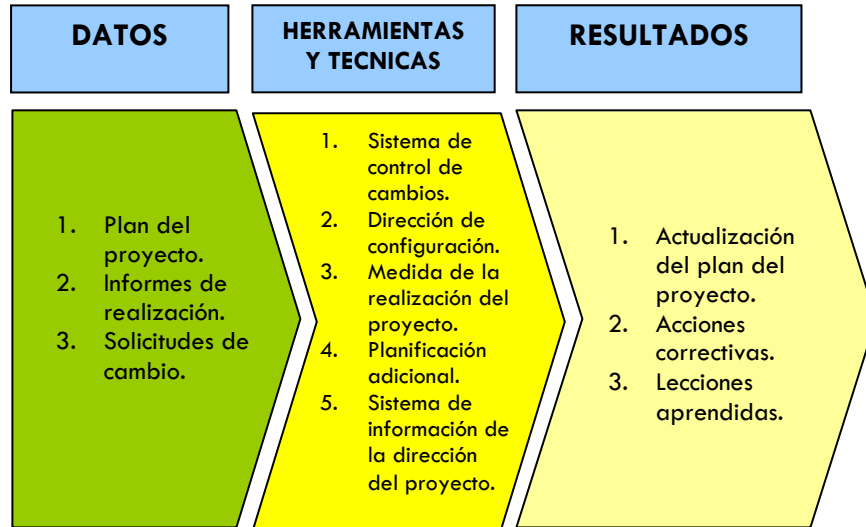 DATOS
HERRAMIENTAS
Y TECNICAS
RESULTADOS
1. Plan del
proyecto.
2. Informes de
realización.
3. Solicitudes de
cambio.
1. Sistema de
control de
cambios.
2. Dirección de
configuración.
3. Medida de la
realización del
proyecto.
4. Planificación
adicional.
5. Sistema de
información de
la dirección
del proyecto.
1. Actualización
del plan del
proyecto.
2. Acciones
correctivas.
3. Lecciones
aprendidas.